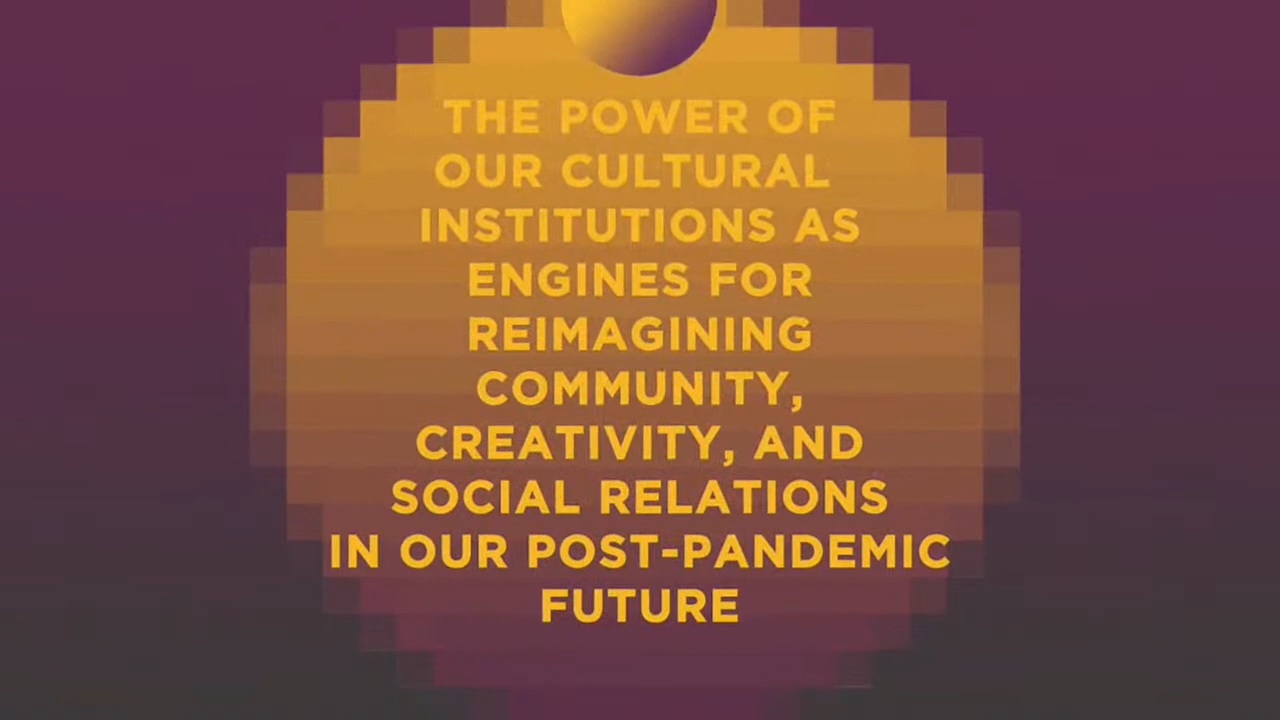 THE POWER OF
OUR CULTURAL
INSTITUTIONS AS
ENGINES FOR
REIMAGINING
COMMUNITY,
CREATIVITY, AND
SOCIAL RELATIONS
IN OUR POST-PANDEMIC
FUTURE